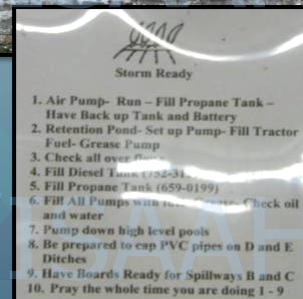 Storm Ready
1. Air Pump- Run – Fill Propane Tank –
Have Back up Tank and Battery
2. Retention Pond- Set up Pump- Fill Tractor
Fuel- Grease Pump
3. Check all over
4. Fill Diesel Tank
5. Fill Propane Tank (659-0199)
6. Fill All Pumps with Check oil
and water
7. Pump down high level pools
8. Be prepared to cap PVC pipes on D and E
Ditches
9. Have Boards Ready for Spillways B and C
10. Pray the whole time you are doing 1 - 9